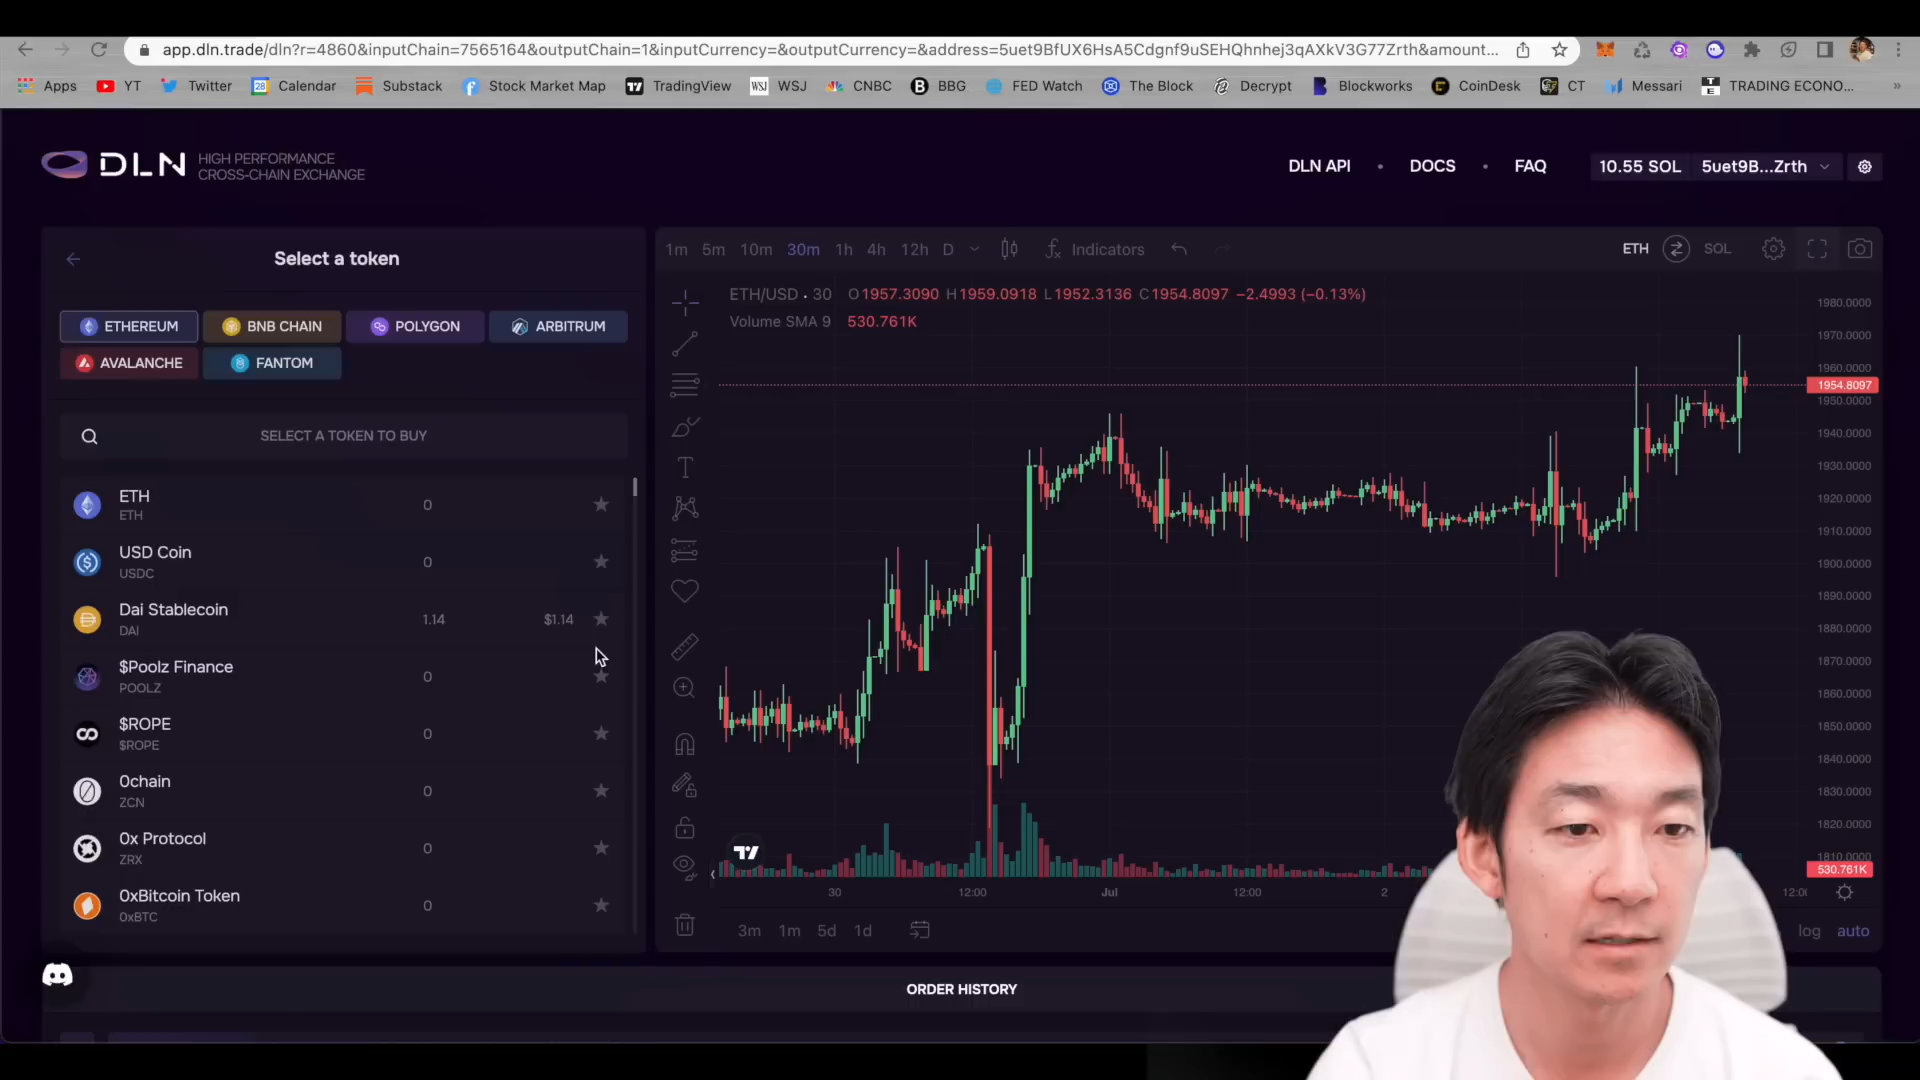 app.dln.trade/dln?r=4860&inputChain=7565164&outputChain=1&inputCurrency=&outputCurrency=&address=5uet9BfUX6HsA5Cdgnf9uSEHQhnhej3qAXkV3G77Zrth&amount...
Apps YT Twitter 28 Calendar Substack Stock Market Map TradingView WSJ WSJ CNBC B BBG FED Watch The Block Decrypt Blockworks CoinDesk CT Messari TE TRADING ECONO... »
DLN HIGH PERFORMANCE
CROSS-CHAIN EXCHANGE
DLN API • DOCS • FAQ 10.55 SOL 5uet9B...Zrth
Select a token
ETHEREUM BNB CHAIN POLYGON ARBITRUM
AVALANCHE FANTOM
SELECT A TOKEN TO BUY
ETH 0
ETH
USD Coin 0
USDC
Dai Stablecoin 1.14 $1.14
DAI
$Poolz Finance 0
POOLZ
$ROPE 0
$ROPE
0chain 0
ZCN
0x Protocol 0
ZRX
0xBitcoin Token 0
0xBTC
1m 5m 10m 30m 1h 4h 12h D Indicators ETH SOL
ETH/USD • 30 O1957.3090 H1959.0918 L1952.3136 C1954.8097 −2.4993 (−0.13%)
Volume SMA 9 530.761K
1980.0000
1970.0000
1960.0000
1954.8097
1950.0000
1940.0000
1930.0000
1920.0000
1910.0000
1900.0000
1890.0000
1880.0000
1870.0000
1860.0000
1850.0000
1840.0000
1830.0000
1820.0000
1810.0000
530.761K
30 12:00 Jul 12:00 2 12:00
3m 1m 5d 1d log auto
ORDER HISTORY